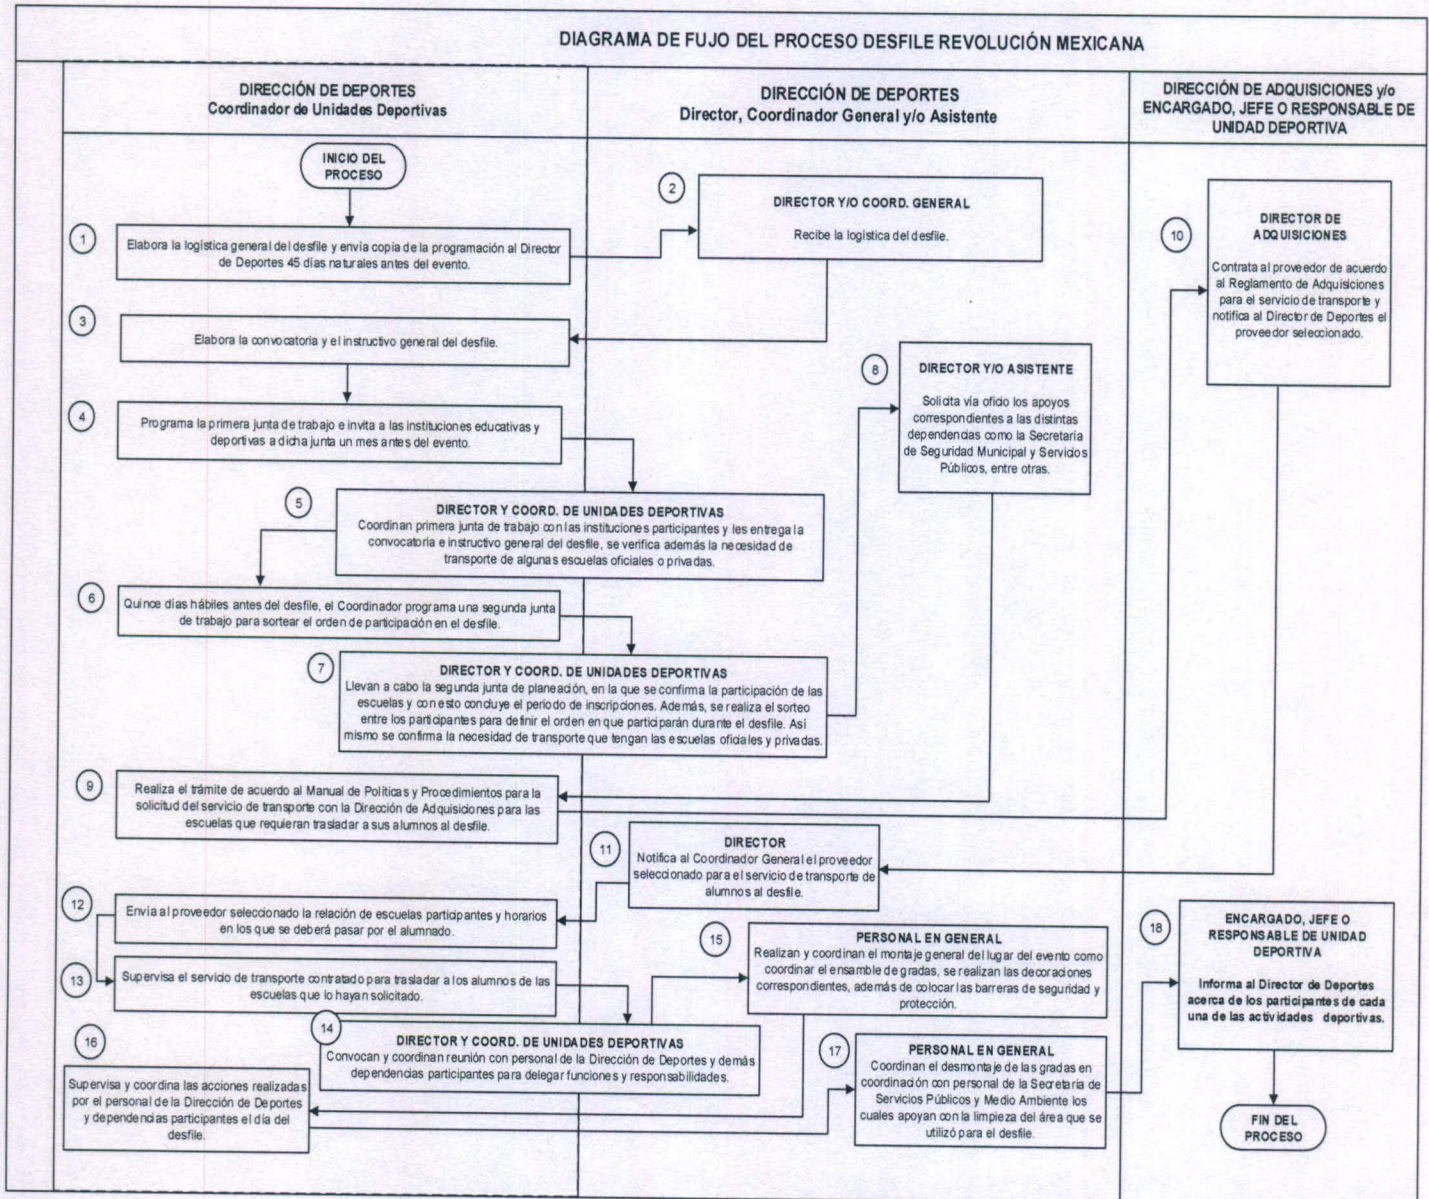 DIAGRAMA DE FUJO DEL PROCESO DESFILE REVOLUCIÓN MEXICANA
DIRECCIÓN DE DEPORTES
Coordinador de Unidades Deportivas
DIRECCIÓN DE DEPORTES
Director, Coordinador General y/o Asistente
DIRECCIÓN DE ADQUISICIONES y/o
ENCARGADO, JEFE O RESPONSABLE DE
UNIDAD DEPORTIVA
INICIO DEL
PROCESO
1
Elabora la logística general del desfile y envía copia de la programación al Director
de Deportes 45 días naturales antes del evento.
2
DIRECTOR Y/O COORD. GENERAL
Recibe la logística del desfile.
3
Elabora la convocatoria y el instructivo general del desfile.
4
Programa la primera junta de trabajo e invita a las instituciones educativas y
deportivas a dicha junta un mes antes del evento.
5
DIRECTOR Y COORD. DE UNIDADES DEPORTIVAS
Coordinan primera junta de trabajo con las instituciones participantes y les entrega la
convocatoria e instructivo general del desfile, se verifica además la necesidad de
transporte de algunas escuelas oficiales o privadas.
6
Quince días hábiles antes del desfile, el Coordinador programa una segunda junta
de trabajo para sortear el orden de participación en el desfile.
7
DIRECTOR Y COORD. DE UNIDADES DEPORTIVAS
Llevan a cabo la segunda junta de planeación, en la que se confirma la participación de las
escuelas y con esto concluye el período de inscripciones. Además, se realiza el sorteo
entre los participantes para definir el orden en que participarán durante el desfile. Así
mismo se confirma la necesidad de transporte que tengan las escuelas oficiales y privadas.
8
DIRECTOR Y/O ASISTENTE
Solicita vía oficio los apoyos
correspondientes a las distintas
dependencias como la Secretaría
de Seguridad Municipal y Servicios
Públicos, entre otras.
9
Realiza el trámite de acuerdo al Manual de Políticas y Procedimientos para la
solicitud del servicio de transporte con la Dirección de Adquisiciones para las
escuelas que requieran trasladar a sus alumnos al desfile.
10
DIRECTOR DE
ADQUISICIONES
Contrata al proveedor de acuerdo
al Reglamento de Adquisiciones
para el servicio de transporte y
notifica al Director de Deportes el
proveedor seleccionado.
11
DIRECTOR
Notifica al Coordinador General el proveedor
seleccionado para el servicio de transporte de
alumnos al desfile.
12
Envía al proveedor seleccionado la relación de escuelas participantes y horarios
en los que se deberá pasar por el alumnado.
13
Supervisa el servicio de transporte contratado para trasladar a los alumnos de las
escuelas que lo hayan solicitado.
14
DIRECTOR Y COORD. DE UNIDADES DEPORTIVAS
Convocan y coordinan reunión con personal de la Dirección de Deportes y demás
dependencias participantes para delegar funciones y responsabilidades.
15
PERSONAL EN GENERAL
Realizan y coordinan el montaje general del lugar del evento como
coordinar el ensamble de gradas, se realizan las decoraciones
correspondientes, además de colocar las barreras de seguridad y
protección.
16
Supervisa y coordina las acciones realizadas
por el personal de la Dirección de Deportes
y dependencias participantes el día del
desfile.
17
PERSONAL EN GENERAL
Coordinan el desmontaje de las gradas en
coordinación con personal de la Secretaría de
Servicios Públicos y Medio Ambiente los
cuales apoyan con la limpieza del área que se
utilizó para el desfile.
18
ENCARGADO, JEFE O
RESPONSABLE DE UNIDAD
DEPORTIVA
Informa al Director de Deportes
acerca de los participantes de cada
una de las actividades deportivas.
FIN DEL
PROCESO